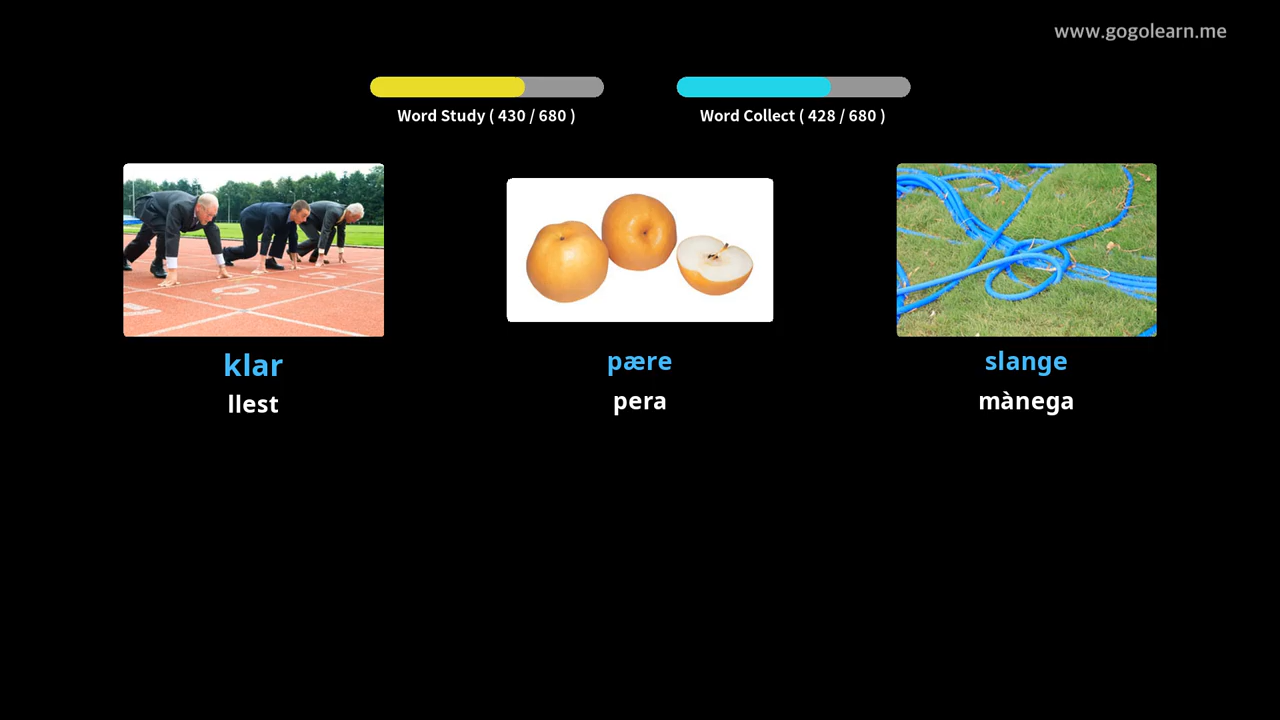 www.gogolearn.me
Word Study ( 430 / 680 )
Word Collect ( 428 / 680 )
klar
llest
pære
pera
slange
mànega